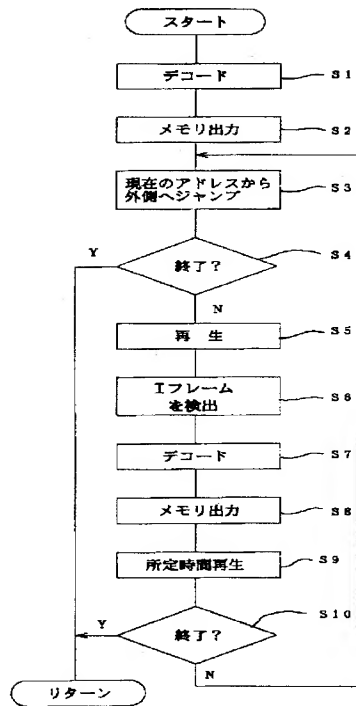 スタート
デコード
S1
メモリ出力
S2
現在のアドレスから
外側へジャンプ
S3
終了?
S4
Y
N
再 生
S5
Iフレーム
を検出
S6
デコード
S7
メモリ出力
S8
所定時間再生
S9
終了?
S10
Y
N
リターン